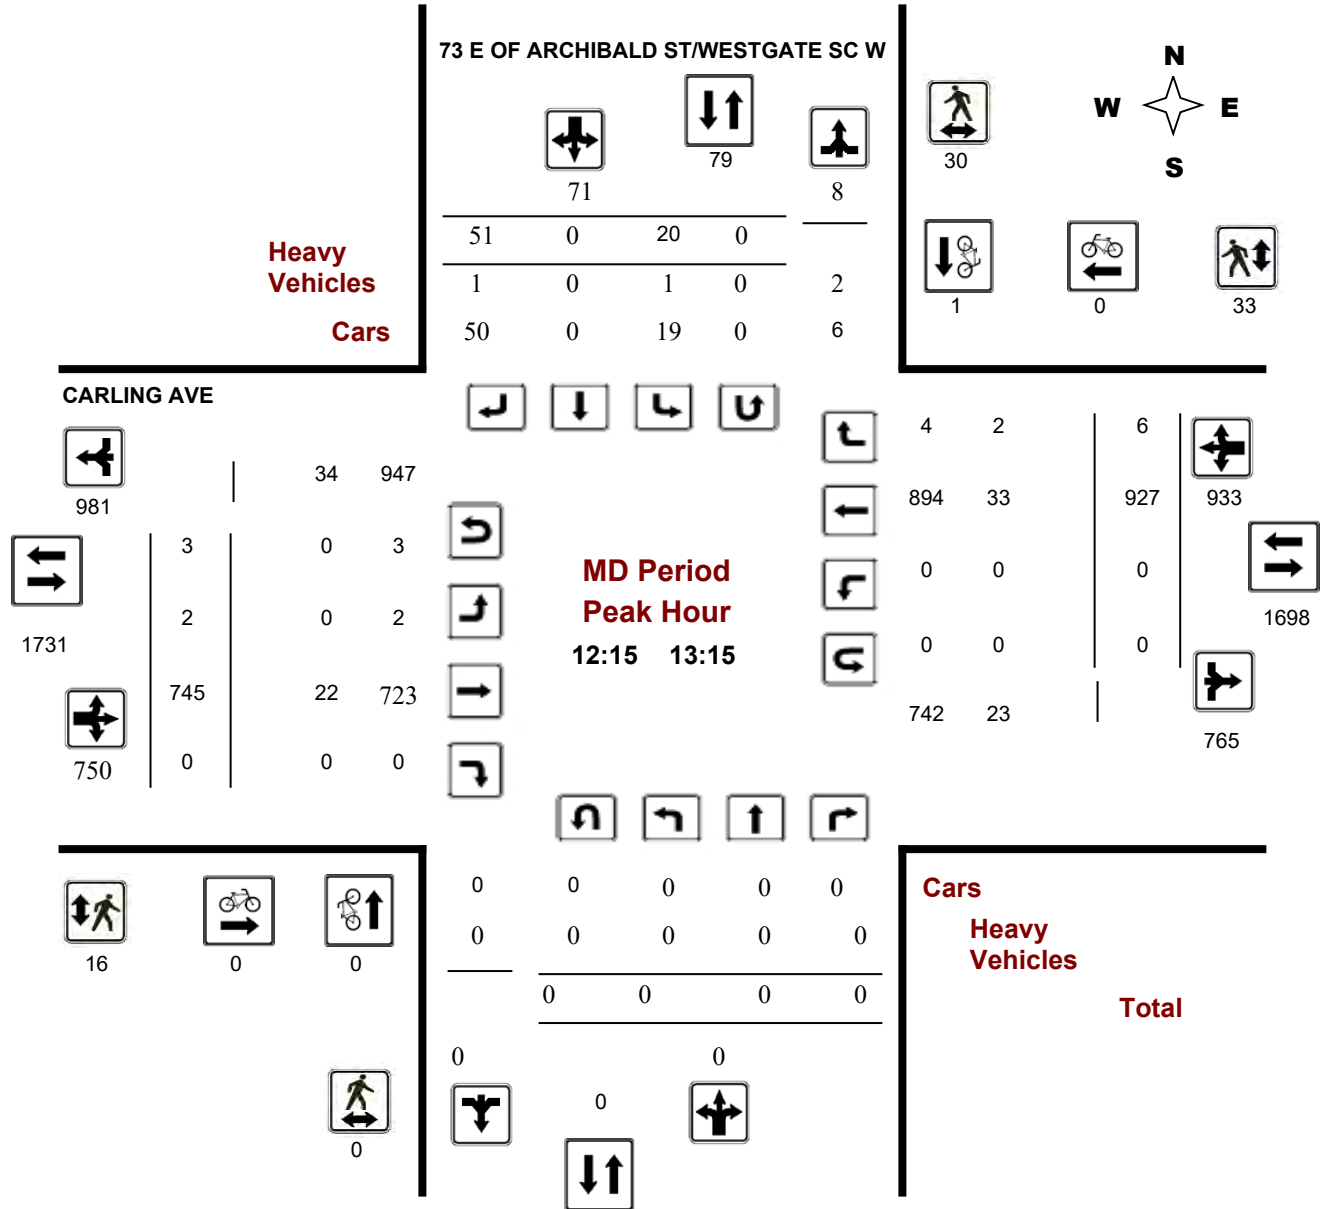 73 E OF ARCHIBALD ST/WESTGATE SC W
N
W E
S
79
30
71 8
51 0 20 0
Heavy
Vehicles
1 0 1 0 2
1 0 33
Cars
50 0 19 0 6
CARLING AVE
4 2 6
34 947
981
894 33 927 933
3 0 3
MD Period
0 0 0
Peak Hour
2 0 2
1698
1731
12:15 13:15
0 0 0
745 22 723
742 23
765
750 0 0 0
0 0 0 0 0
Cars
0 0 0 0 0
Heavy
Vehicles
16 0 0
0 0 0 0
Total
0 0
0
0